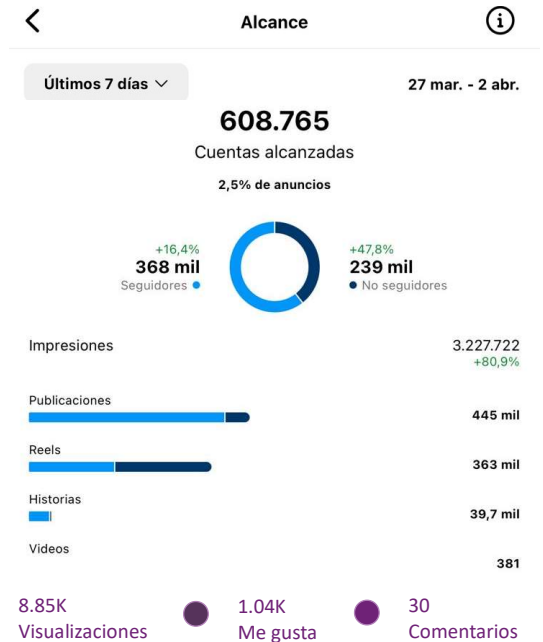 Alcance
Últimos 7 días
27 mar. - 2 abr.
608.765
Cuentas alcanzadas
2,5% de anuncios
+16,4%
368 mil
Seguidores
+47,8%
239 mil
No seguidores
Impresiones
3.227.722
+80,9%
Publicaciones
445 mil
Reels
363 mil
Historias
39,7 mil
Videos
381
8.85K
Visualizaciones
1.04K
Me gusta
30
Comentarios